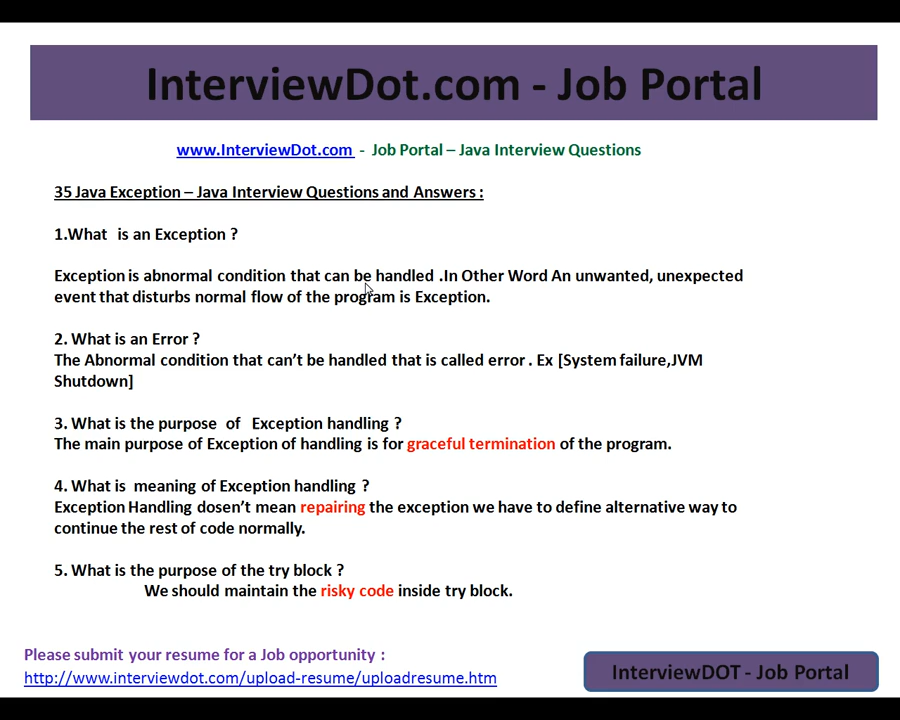 InterviewDot.com - Job Portal
www.InterviewDot.com - Job Portal – Java Interview Questions
35 Java Exception – Java Interview Questions and Answers :
1.What is an Exception ?
Exception is abnormal condition that can be handled .In Other Word An unwanted, unexpected
event that disturbs normal flow of the program is Exception.
2. What is an Error ?
The Abnormal condition that can’t be handled that is called error . Ex [System failure,JVM
Shutdown]
3. What is the purpose of Exception handling ?
The main purpose of Exception of handling is for graceful termination of the program.
4. What is meaning of Exception handling ?
Exception Handling dosen’t mean repairing the exception we have to define alternative way to
continue the rest of code normally.
5. What is the purpose of the try block ?
We should maintain the risky code inside try block.
Please submit your resume for a Job opportunity :
http://www.interviewdot.com/upload-resume/uploadresume.htm
InterviewDOT - Job Portal